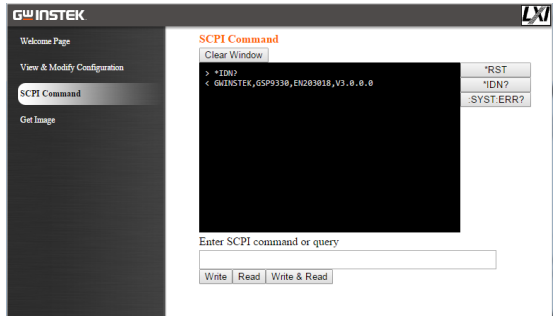 GW INSTEK
LXI
Welcome Page
View & Modify Configuration
SCPI Command
Get Image
SCPI Command
Clear Window
> *IDN?
< GWINSTEK,GSP9330,EN203018,V3.0.0.0
*RST
*IDN?
:SYST:ERR?
Enter SCPI command or query
Write Read Write & Read